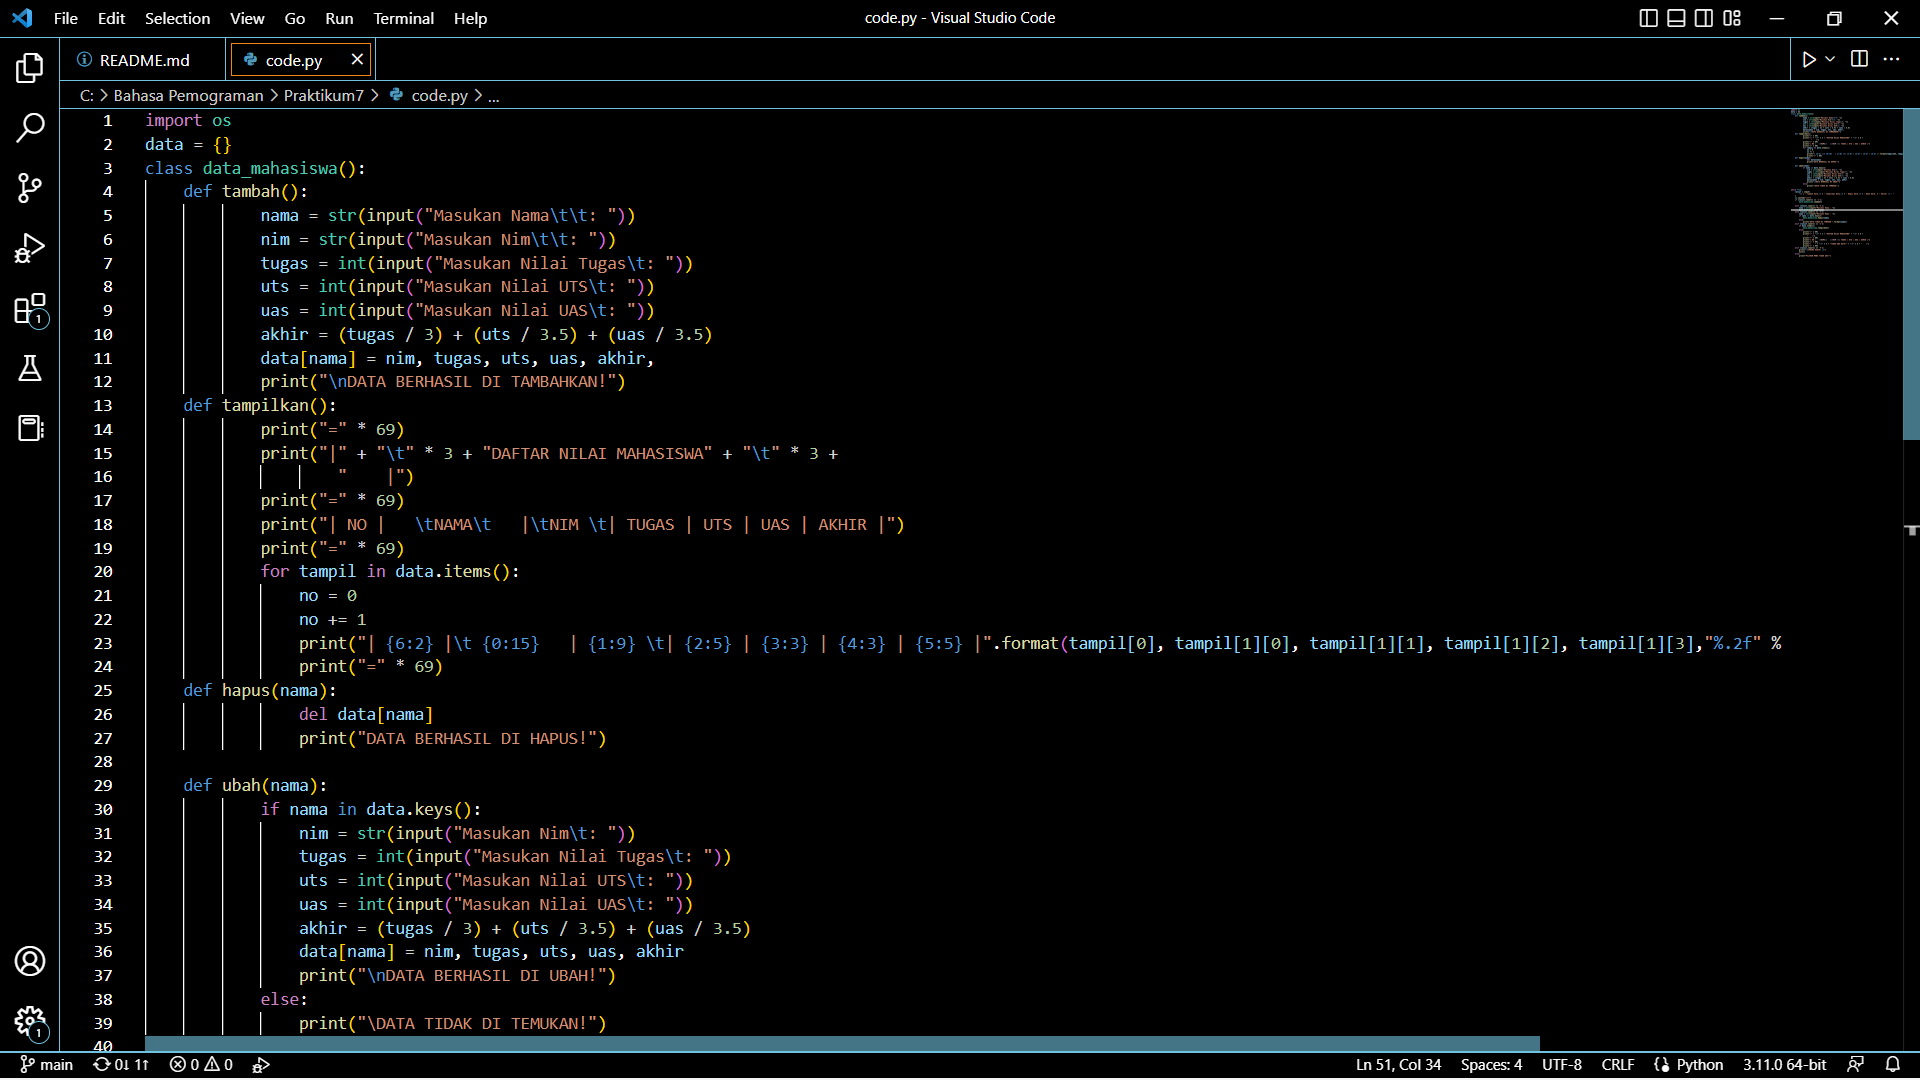 File Edit Selection View Go Run Terminal Help code.py - Visual Studio Code
README.md code.py
C: > Bahasa Pemograman > Praktikum7 > code.py > ...
1 import os
2 data = {}
3 class data_mahasiswa():
4 def tambah():
5 nama = str(input("Masukan Nama\t\t: "))
6 nim = str(input("Masukan Nim\t\t: "))
7 tugas = int(input("Masukan Nilai Tugas\t: "))
8 uts = int(input("Masukan Nilai UTS\t: "))
9 uas = int(input("Masukan Nilai UAS\t: "))
10 akhir = (tugas / 3) + (uts / 3.5) + (uas / 3.5)
11 data[nama] = nim, tugas, uts, uas, akhir,
12 print("\nDATA BERHASIL DI TAMBAHKAN!")
13 def tampilkan():
14 print("=" * 69)
15 print("|" + "\t" * 3 + "DAFTAR NILAI MAHASISWA" + "\t" * 3 +
16 "    |")
17 print("=" * 69)
18 print("| NO |   \tNAMA\t   |\tNIM \t| TUGAS | UTS | UAS | AKHIR |")
19 print("=" * 69)
20 for tampil in data.items():
21 no = 0
22 no += 1
23 print("| {6:2} |\t {0:15}   | {1:9} \t| {2:5} | {3:3} | {4:3} | {5:5} |".format(tampil[0], tampil[1][0], tampil[1][1], tampil[1][2], tampil[1][3],"%.2f" %
24 print("=" * 69)
25 def hapus(nama):
26 del data[nama]
27 print("DATA BERHASIL DI HAPUS!")
28
29 def ubah(nama):
30 if nama in data.keys():
31 nim = str(input("Masukan Nim\t: "))
32 tugas = int(input("Masukan Nilai Tugas\t: "))
33 uts = int(input("Masukan Nilai UTS\t: "))
34 uas = int(input("Masukan Nilai UAS\t: "))
35 akhir = (tugas / 3) + (uts / 3.5) + (uas / 3.5)
36 data[nama] = nim, tugas, uts, uas, akhir
37 print("\nDATA BERHASIL DI UBAH!")
38 else:
39 print("\DATA TIDAK DI TEMUKAN!")
40
1
1
main 0↓ 1↑ 0 0 Ln 51, Col 34 Spaces: 4 UTF-8 CRLF Python 3.11.0 64-bit